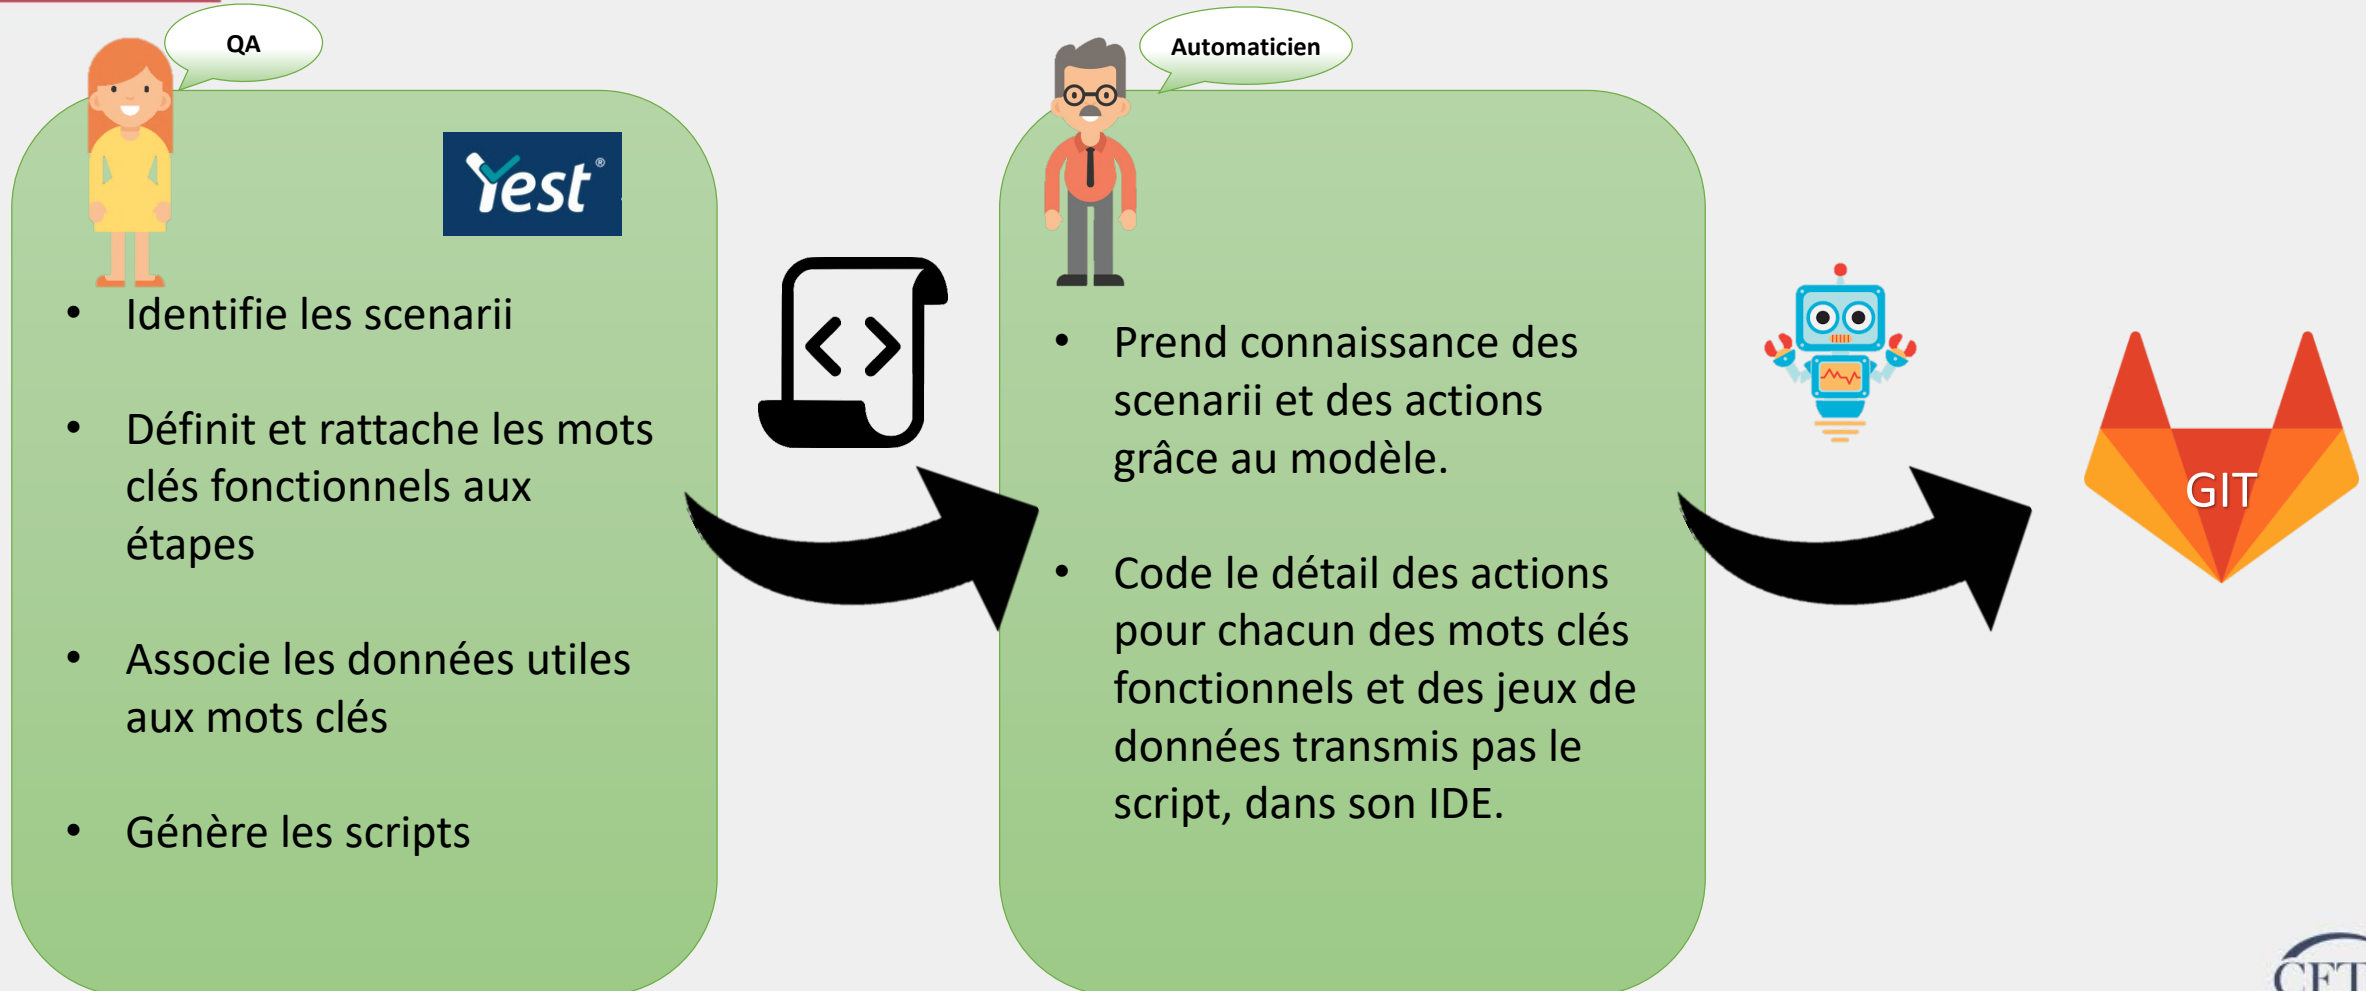 QA
Yest®
• Identifie les scenarii
• Définit et rattache les mots
clés fonctionnels aux
étapes
• Associe les données utiles
aux mots clés
• Génère les scripts
Automaticien
• Prend connaissance des
scenarii et des actions
grâce au modèle.
• Code le détail des actions
pour chacun des mots clés
fonctionnels et des jeux de
données transmis pas le
script, dans son IDE.
GIT